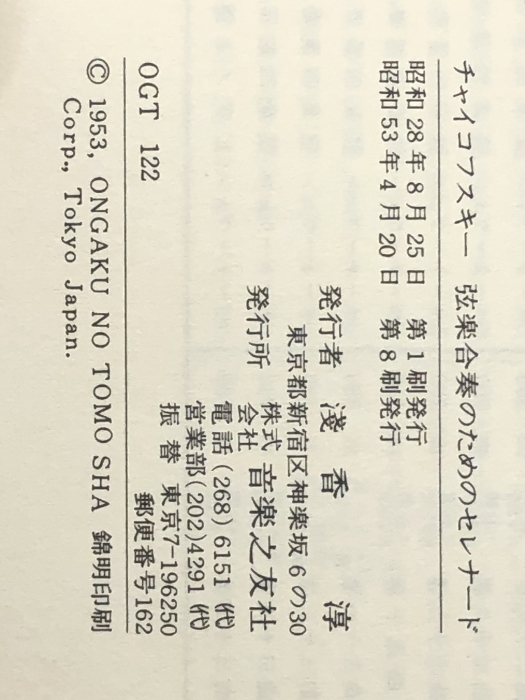 チャイコフスキー 弦楽合奏のためのセレナード
昭和28年8月25日 第1刷発行
昭和53年4月20日 第8刷発行
発行者 淺香 淳
東京都新宿区神楽坂6の30
発行所 株式会社 音楽之友社
電話(268)6151(代)
営業部(202)4291(代)
振替 東京7-196250
郵便番号162
OGT 122
© 1953, ONGAKU NO TOMO SHA 錦明印刷
Corp., Tokyo Japan.